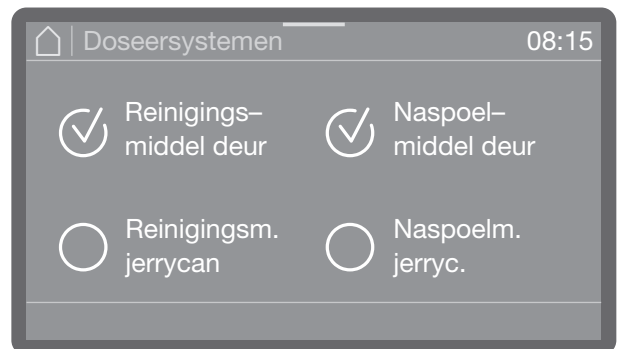 Doseersystemen 08:15
Reinigings–
middel deur
Naspoel–
middel deur
Reinigingsm.
jerrycan
Naspoelm.
jerryc.